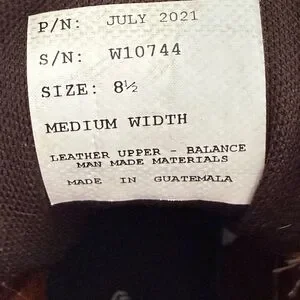 P/N: JULY 2021
S/N: W10744
SIZE: 8½
MEDIUM WIDTH
LEATHER UPPER - BALANCE
MAN MADE MATERIALS
MADE IN GUATEMALA